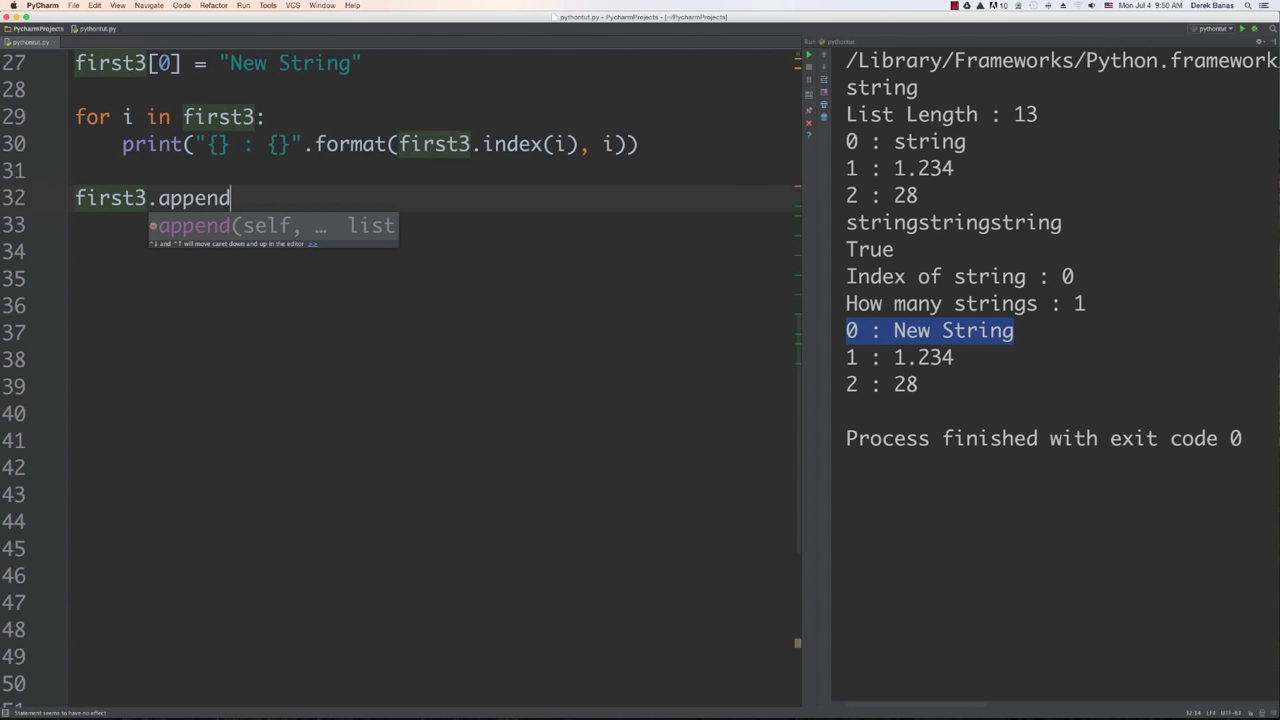 PyCharm File Edit View Navigate Code Refactor Run Tools VCS Window Help
10 Mon Jul 4 9:50 AM Derek Banas
pythontut.py - PycharmProjects - [~/PycharmProjects]
PycharmProjects pythontut.py
pythontut
pythontut.py
Run pythontut
27 first3[0] = "New String"
28
29 for i in first3:
30 print("{} : {}".format(first3.index(i), i))
31
32 first3.append
33 append(self, … list
^↓ and ^↑ will move caret down and up in the editor >>
34
35
36
37
38
39
40
41
42
43
44
45
46
47
48
49
50
/Library/Frameworks/Python.framework
string
List Length : 13
0 : string
1 : 1.234
2 : 28
stringstringstring
True
Index of string : 0
How many strings : 1
0 : New String
1 : 1.234
2 : 28
Process finished with exit code 0
Statement seems to have no effect
32:14 LF÷ UTF-8÷